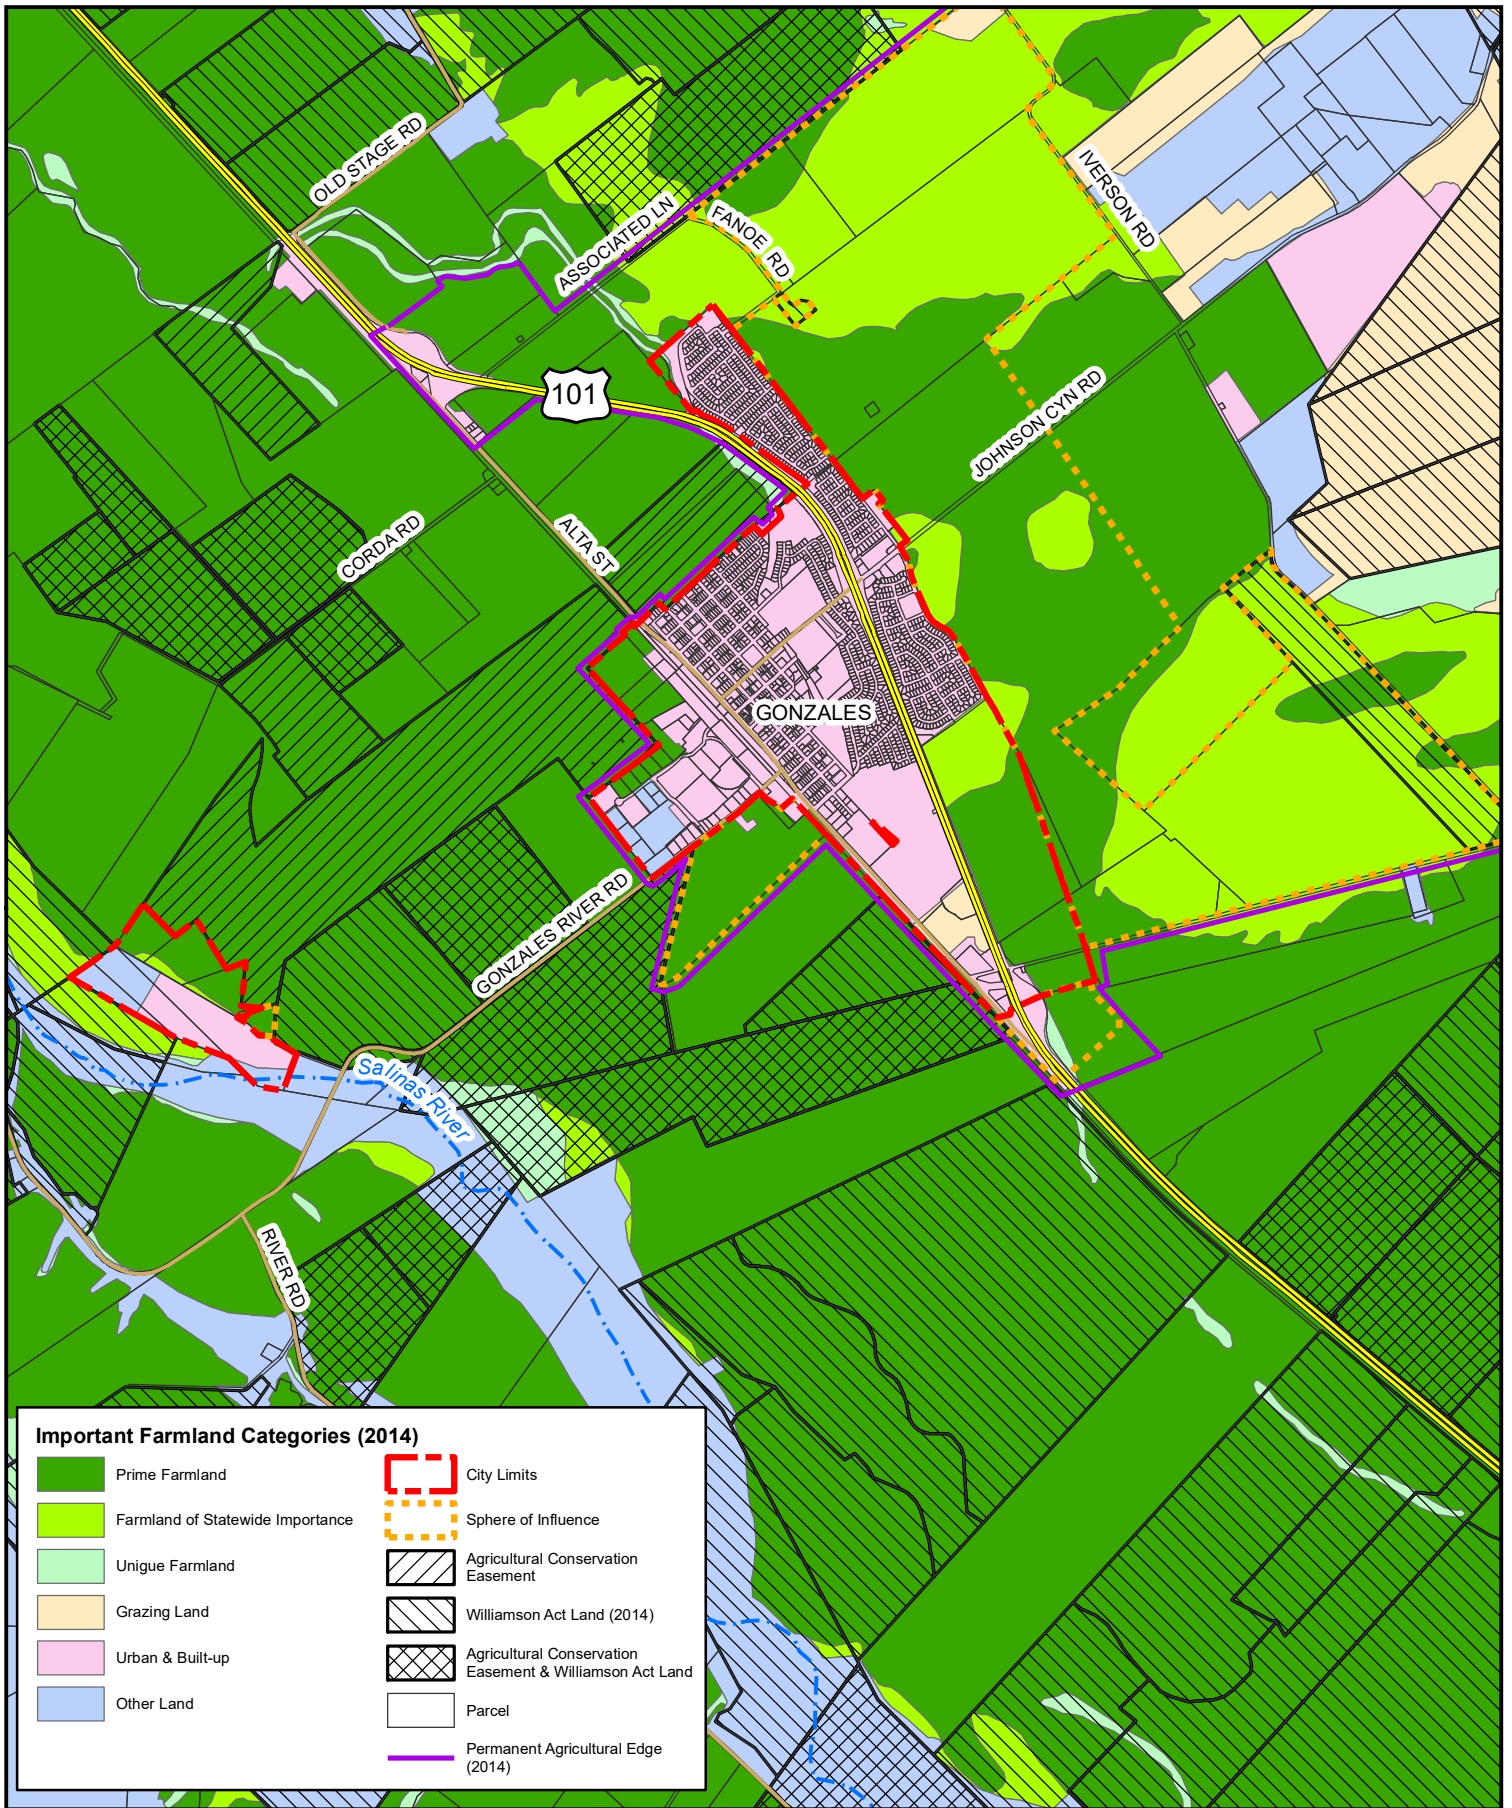 OLD STAGE RD
IVERSON RD
ASSOCIATED LN
FANOE RD
101
JOHNSON CYN RD
CORDA RD
ALTA ST
GONZALES
GONZALES RIVER RD
Salinas River
RIVER RD
Important Farmland Categories (2014)
Prime Farmland
Farmland of Statewide Importance
Unigue Farmland
Grazing Land
Urban & Built-up
Other Land
City Limits
Sphere of Influence
Agricultural Conservation
Easement
Williamson Act Land (2014)
Agricultural Conservation
Easement & Williamson Act Land
Parcel
Permanent Agricultural Edge
(2014)